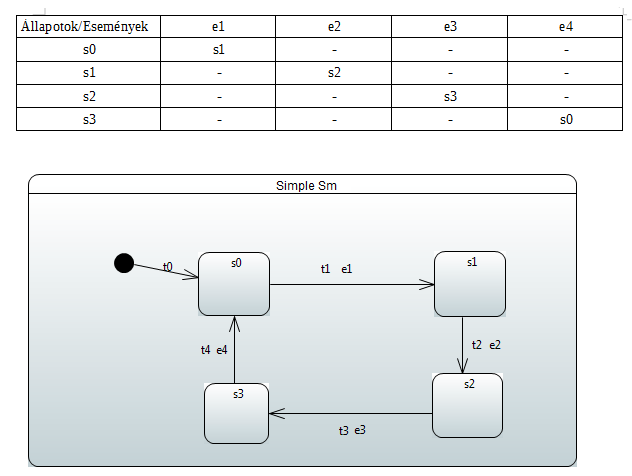 Állapotok/Események e1 e2 e3 e4
s0 s1 - - -
s1 - s2 - -
s2 - - s3 -
s3 - - - s0
Simple Sm
t0
s0
t1 e1
s1
t4 e4
t2 e2
s3
s2
t3 e3